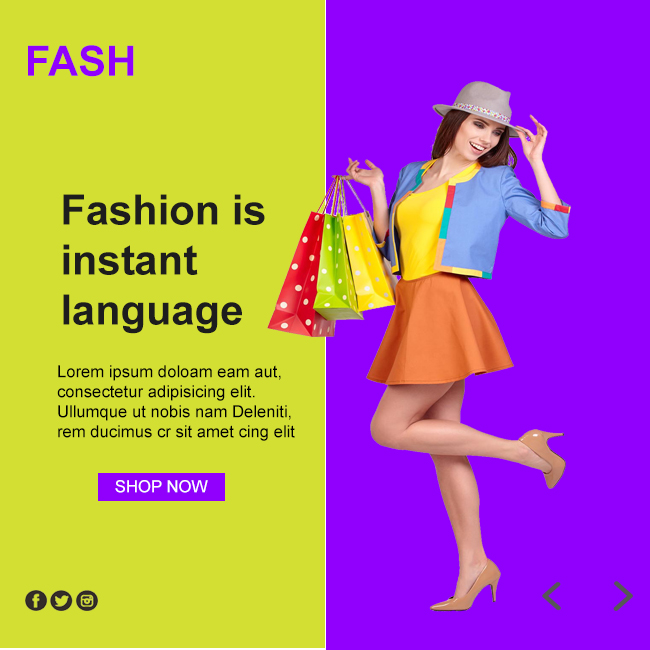 FASH
Fashion is
instant
language
Lorem ipsum doloam eam aut,
consectetur adipisicing elit.
Ullumque ut nobis nam Deleniti,
rem ducimus cr sit amet cing elit
SHOP NOW